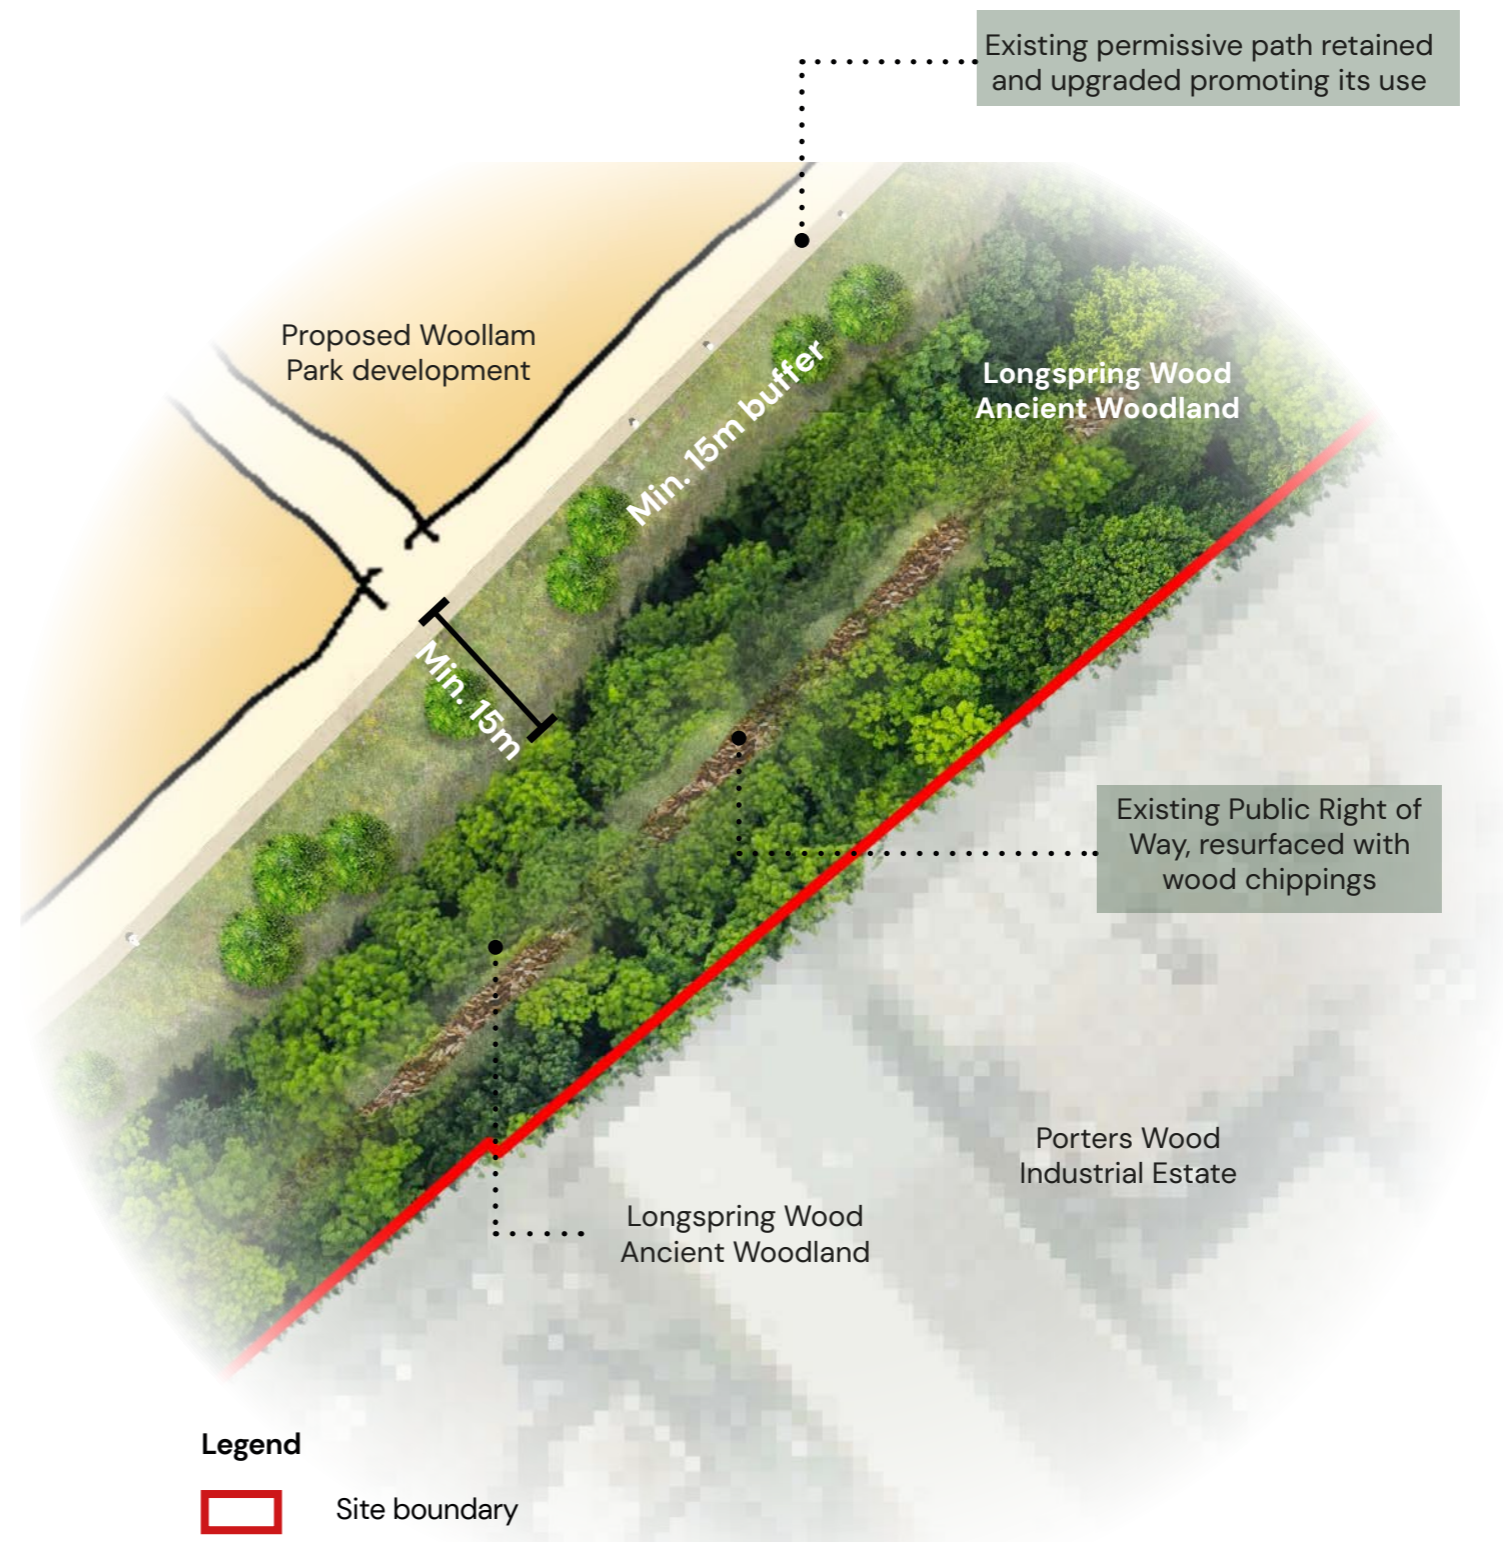 Existing permissive path retained
and upgraded promoting its use
Proposed Woollam
Park development
Min. 15m buffer
Longspring Wood
Ancient Woodland
Min. 15m
Existing Public Right of
Way, resurfaced with
wood chippings
Porters Wood
Industrial Estate
Longspring Wood
Ancient Woodland
Legend
Site boundary